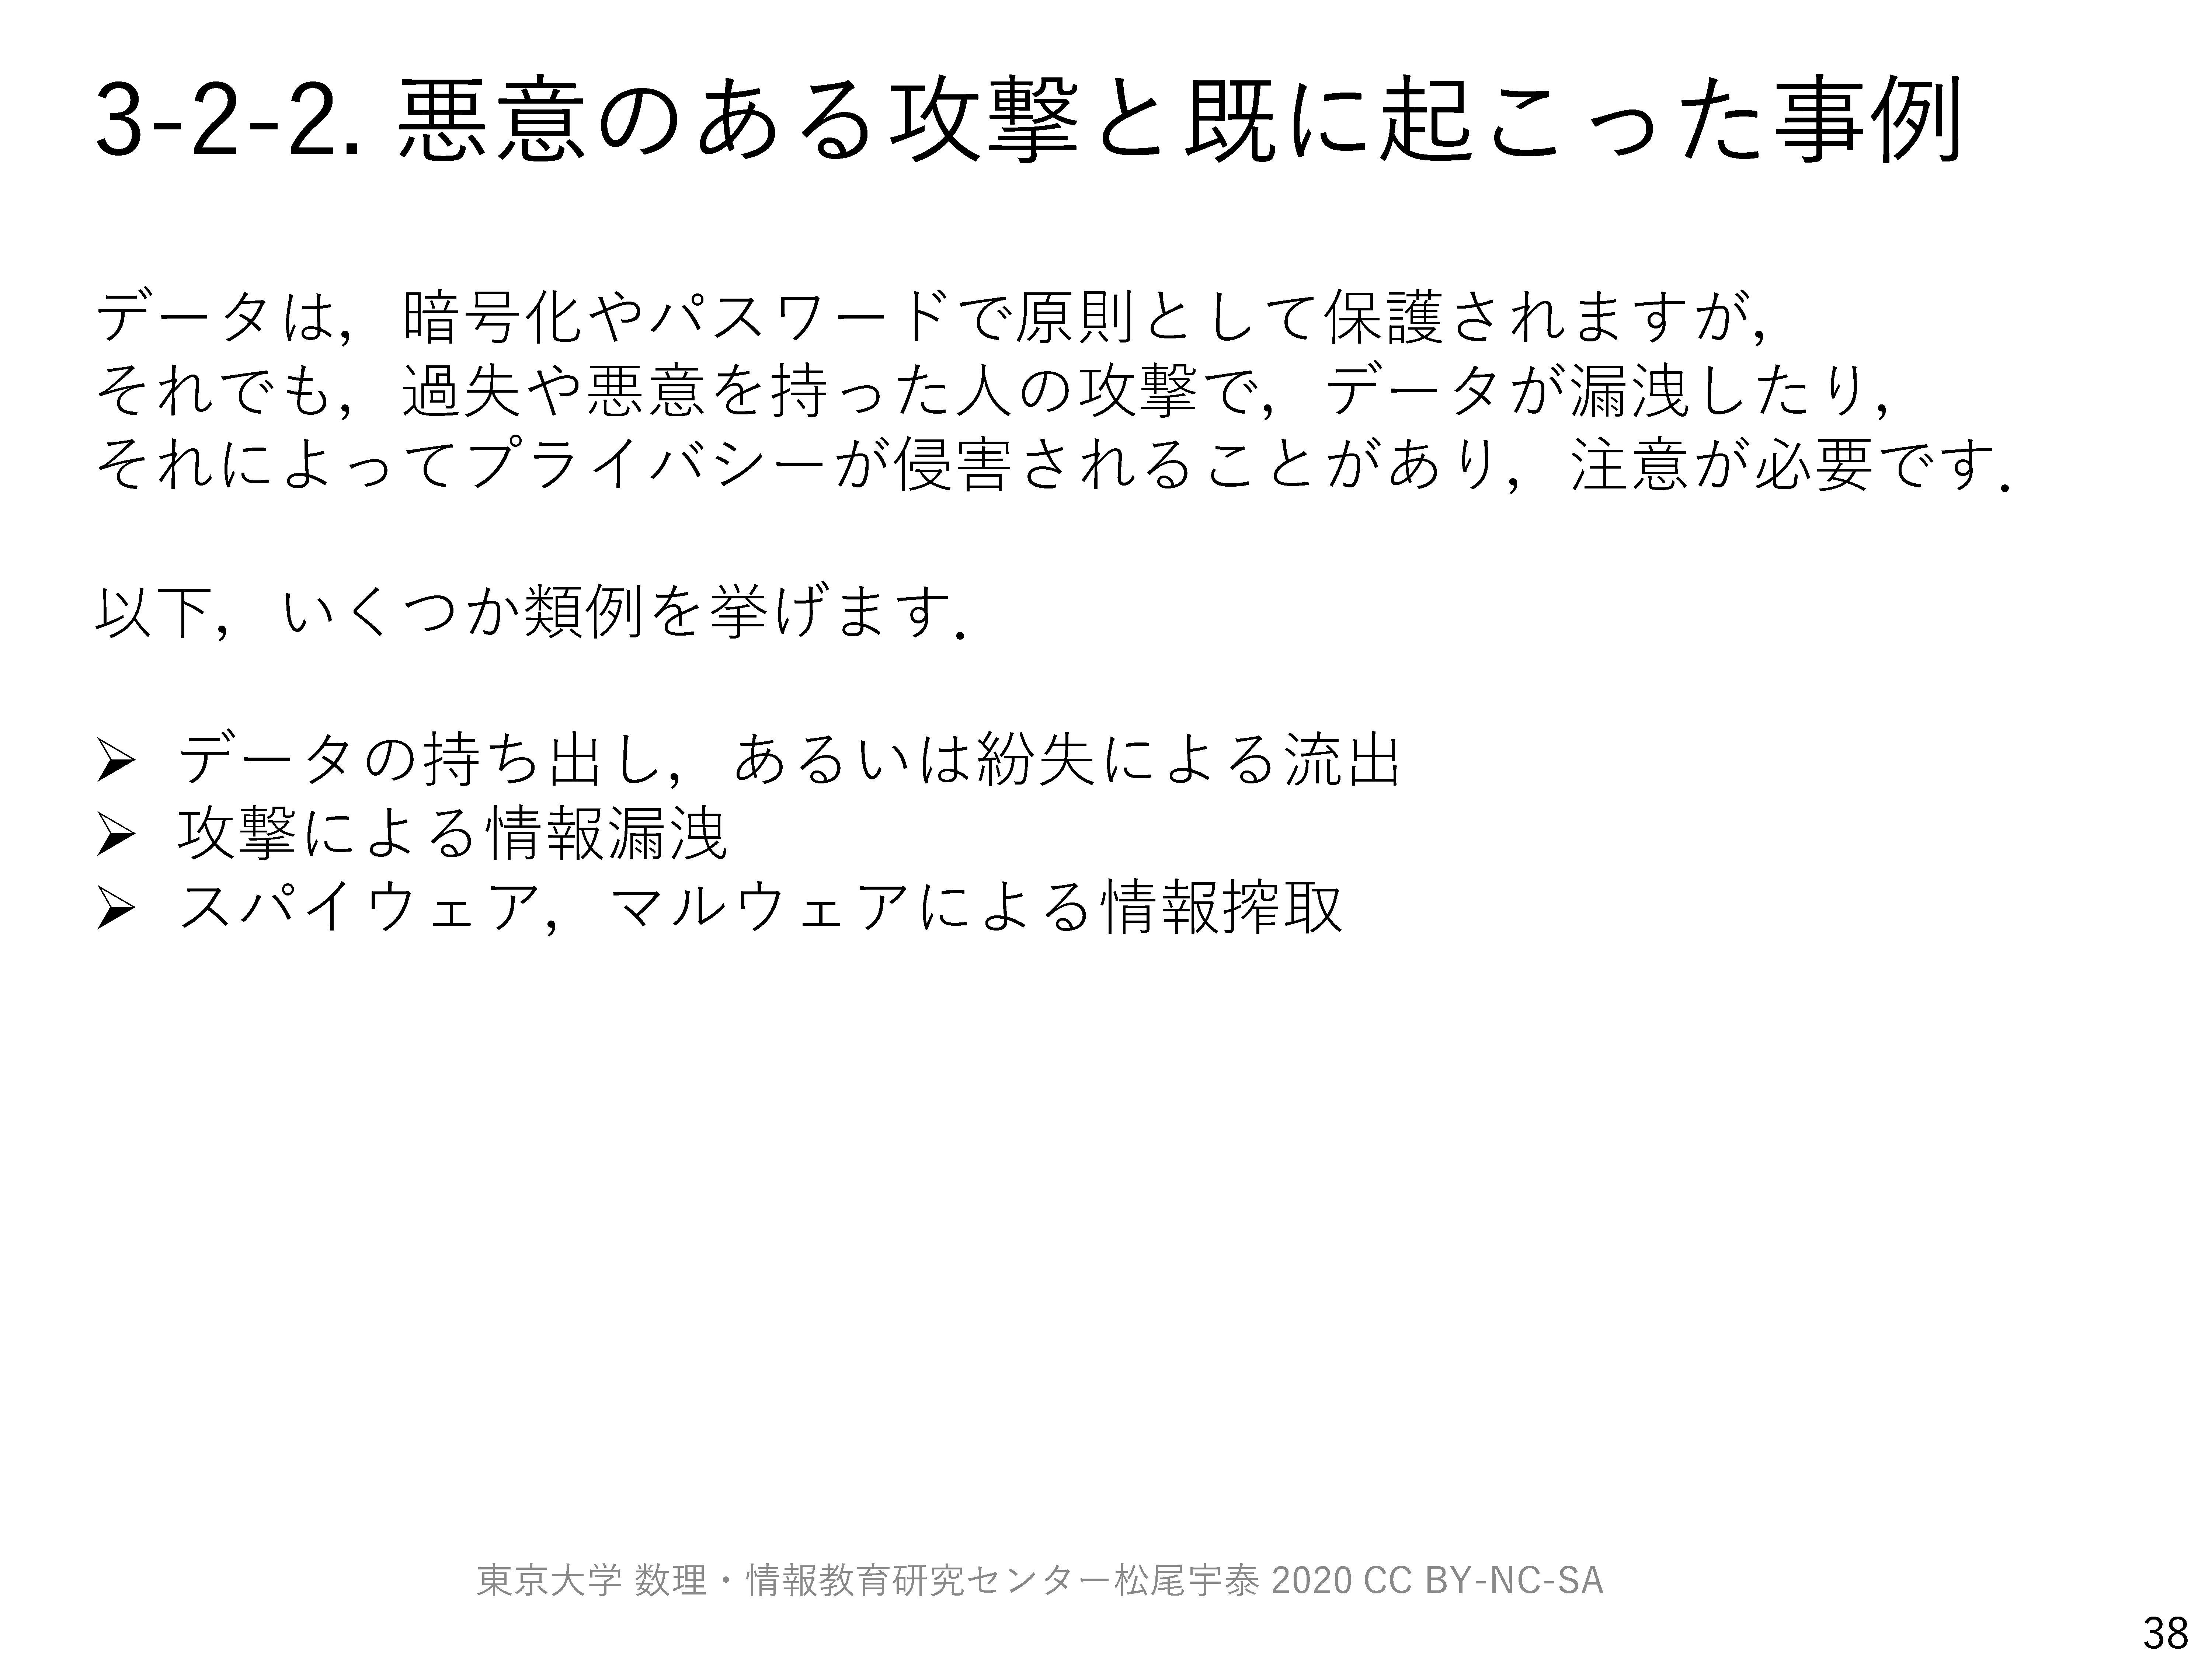 3-2-2. 悪意のある攻撃と既に起こった事例
データは，暗号化やパスワードで原則として保護されますが，
それでも，過失や悪意を持った人の攻撃で，データが漏洩したり，
それによってプライバシーが侵害されることがあり，注意が必要です．
以下，いくつか類例を挙げます．
➢ データの持ち出し，あるいは紛失による流出
➢ 攻撃による情報漏洩
➢ スパイウェア，マルウェアによる情報搾取
東京大学 数理・情報教育研究センター松尾宇泰 2020 CC BY-NC-SA
38